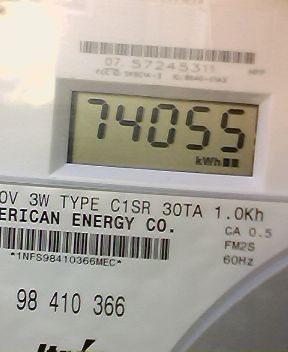 07 57245311
74055
kWh
0V 3W TYPE C1SR 30TA 1.0Kh
ERICAN ENERGY CO.
CA 0.5
FM2S
*1NFS98410366MEC*
60Hz
98 410 366